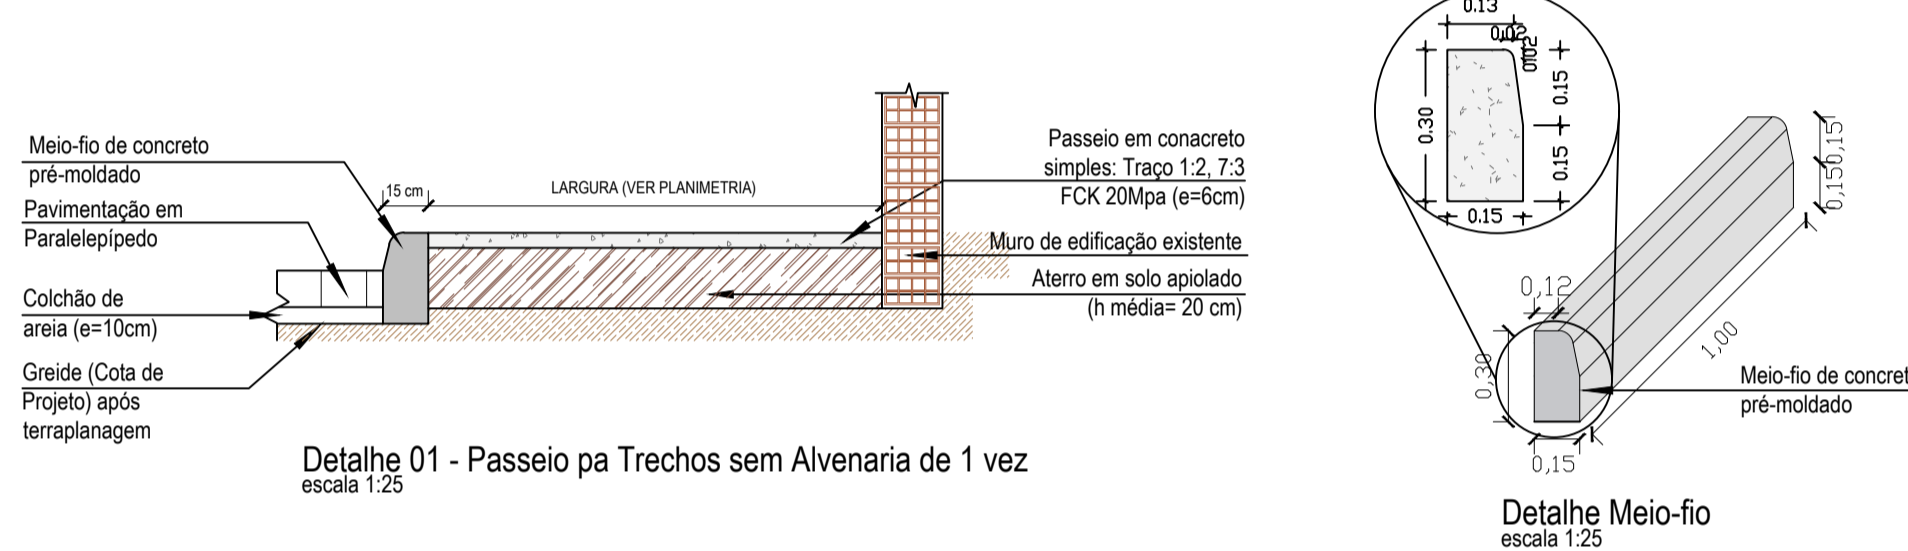 Meio-fio de concreto
pré-moldado
Pavimentação em
Paralelepípedo
Colchão de
areia (e=10cm)
Greide (Cota de
Projeto) após
terraplanagem
15 cm
LARGURA (VER PLANIMETRIA)
Passeio em conacreto
simples: Traço 1:2, 7:3
FCK 20Mpa (e=6cm)
Muro de edificação existente
Aterro em solo apiolado
(h média= 20 cm)
Detalhe 01 - Passeio pa Trechos sem Alvenaria de 1 vez
escala 1:25
0.13
0.02
0.02
0.30
0.15
0.15
0.15
0,15
0,15
0,12
0,30
1,00
0,15
Meio-fio de concret
pré-moldado
Detalhe Meio-fio
escala 1:25